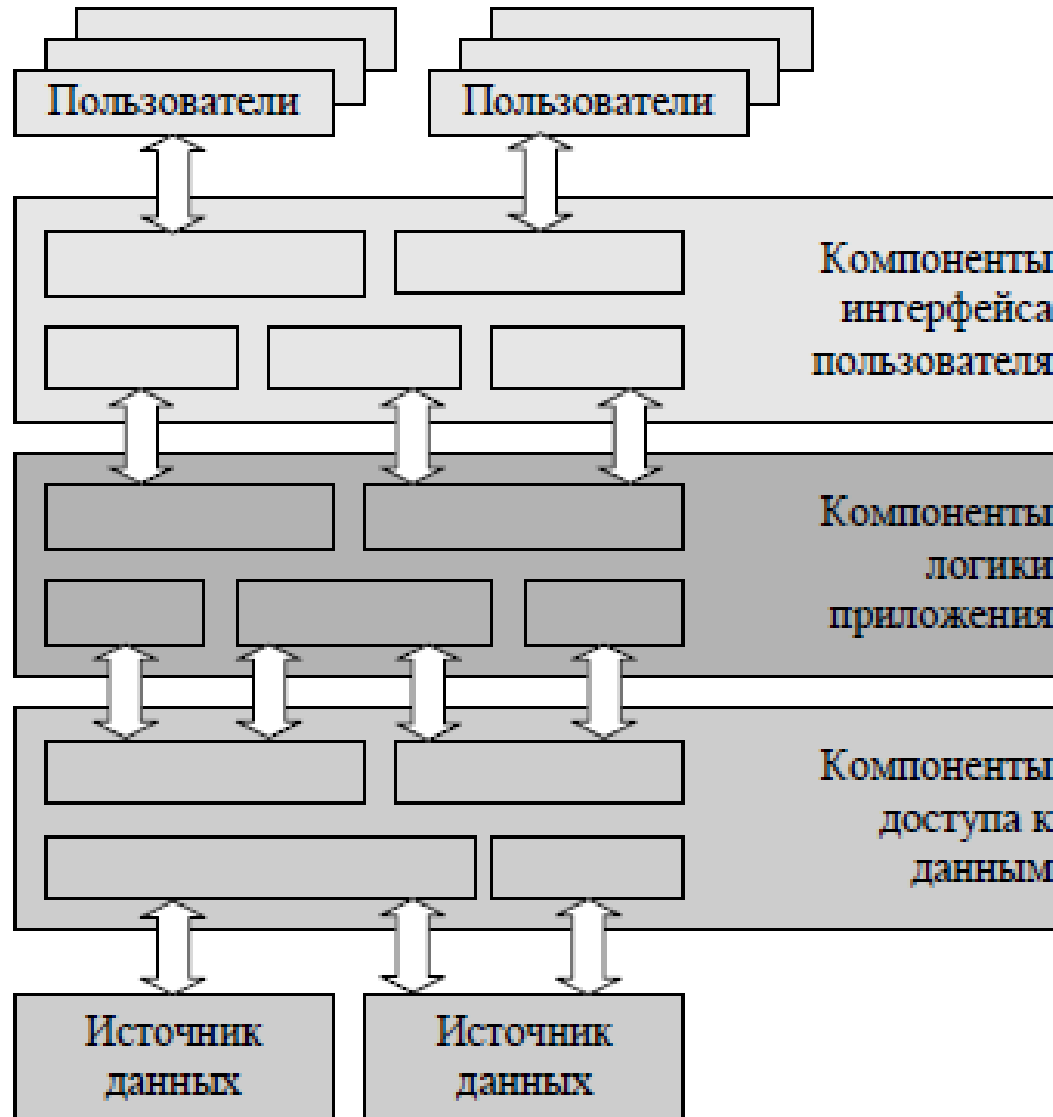 Пользователи
Пользователи
Компоненты
интерфейса
пользователя
Компоненты
логики
приложения
Компоненты
доступа к
данным
Источник
данных
Источник
данных